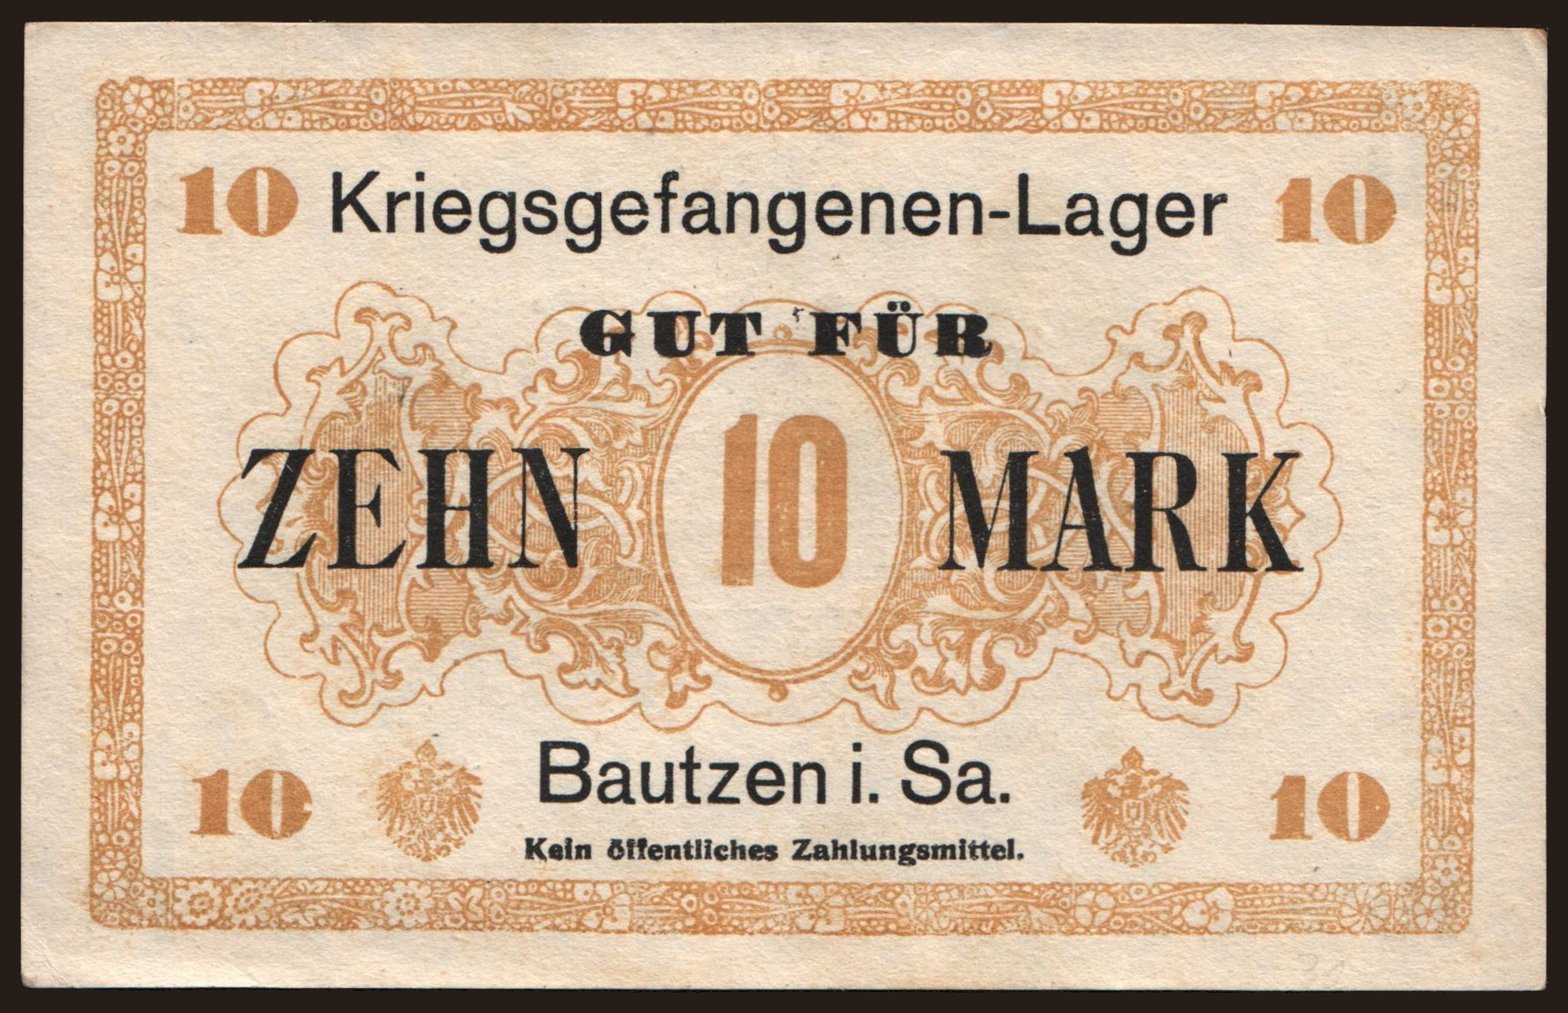 10 Kriegsgefangenen-Lager 10
GUT FÜR
ZEHN 10 MARK
Bautzen i. Sa.
10 10
Kein öffentliches Zahlungsmittel.